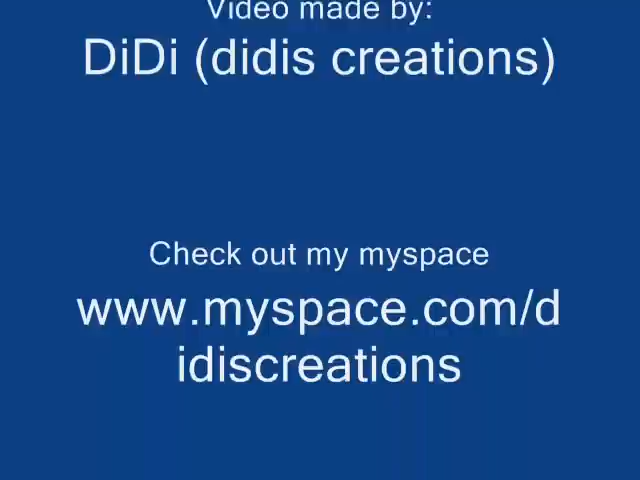 Video made by:
DiDi (didis creations)
Check out my myspace
www.myspace.com/d
idiscreations